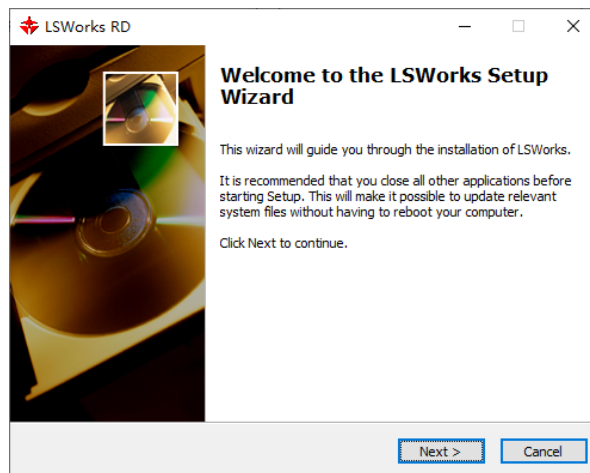 LSWorks RD
Welcome to the LSWorks Setup
Wizard
This wizard will guide you through the installation of LSWorks.
It is recommended that you close all other applications before
starting Setup. This will make it possible to update relevant
system files without having to reboot your computer.
Click Next to continue.
Next >
Cancel